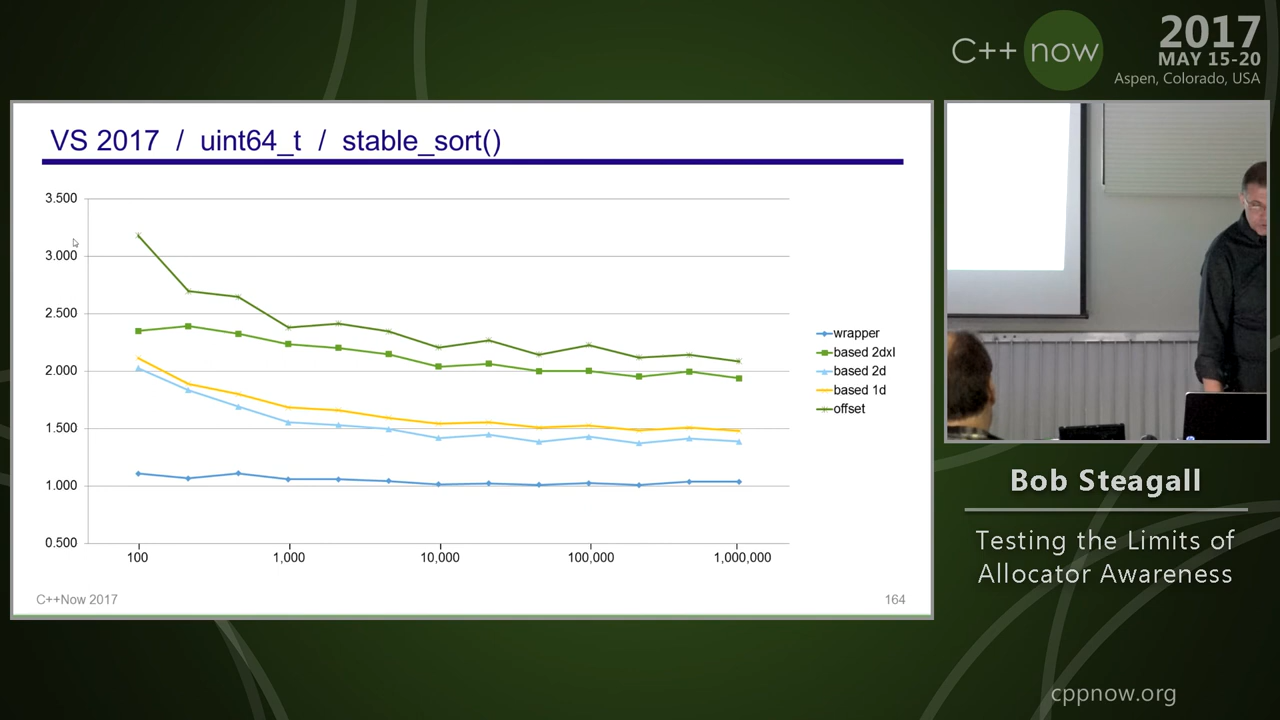 C++ now
2017
MAY 15-20
Aspen, Colorado, USA
VS 2017 / uint64_t / stable_sort()
3.500
3.000
2.500
2.000
1.500
1.000
0.500
100
1,000
10,000
100,000
1,000,000
wrapper
based 2dxl
based 2d
based 1d
offset
C++Now 2017
164
Bob Steagall
Testing the Limits of
Allocator Awareness
cppnow.org